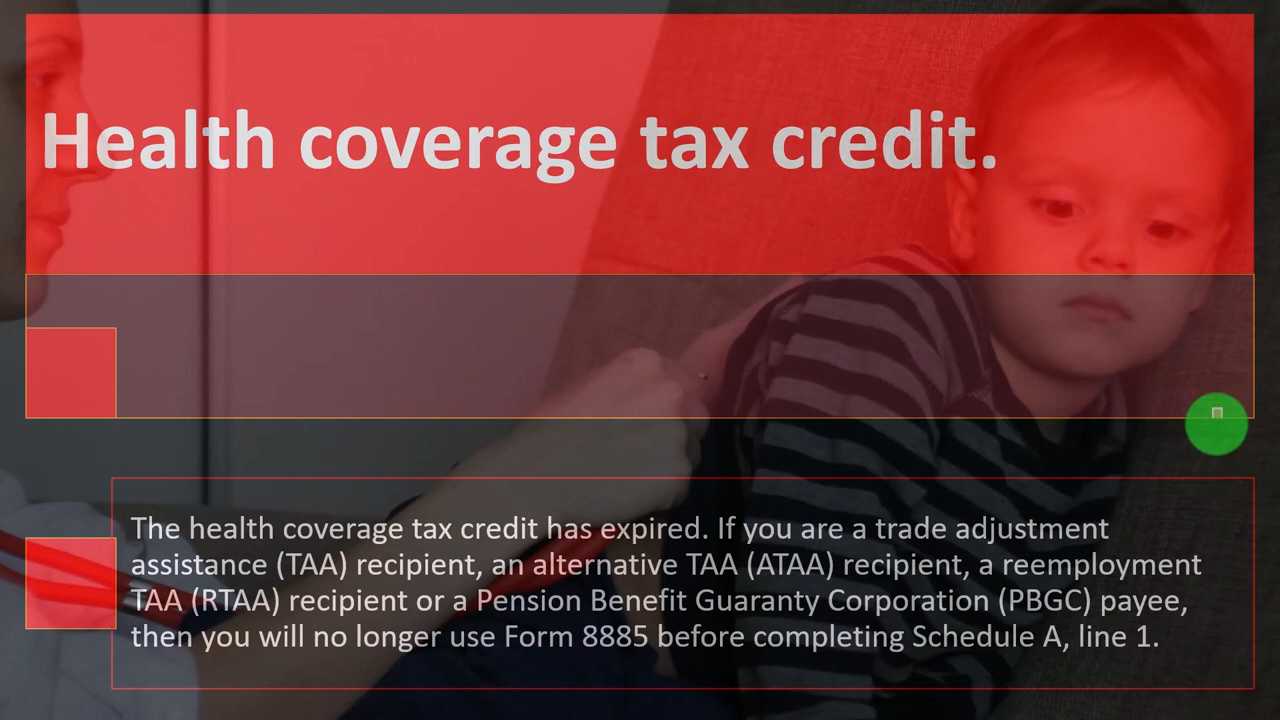 Health coverage tax credit.
The health coverage tax credit has expired. If you are a trade adjustment
assistance (TAA) recipient, an alternative TAA (ATAA) recipient, a reemployment
TAA (RTAA) recipient or a Pension Benefit Guaranty Corporation (PBGC) payee,
then you will no longer use Form 8885 before completing Schedule A, line 1.